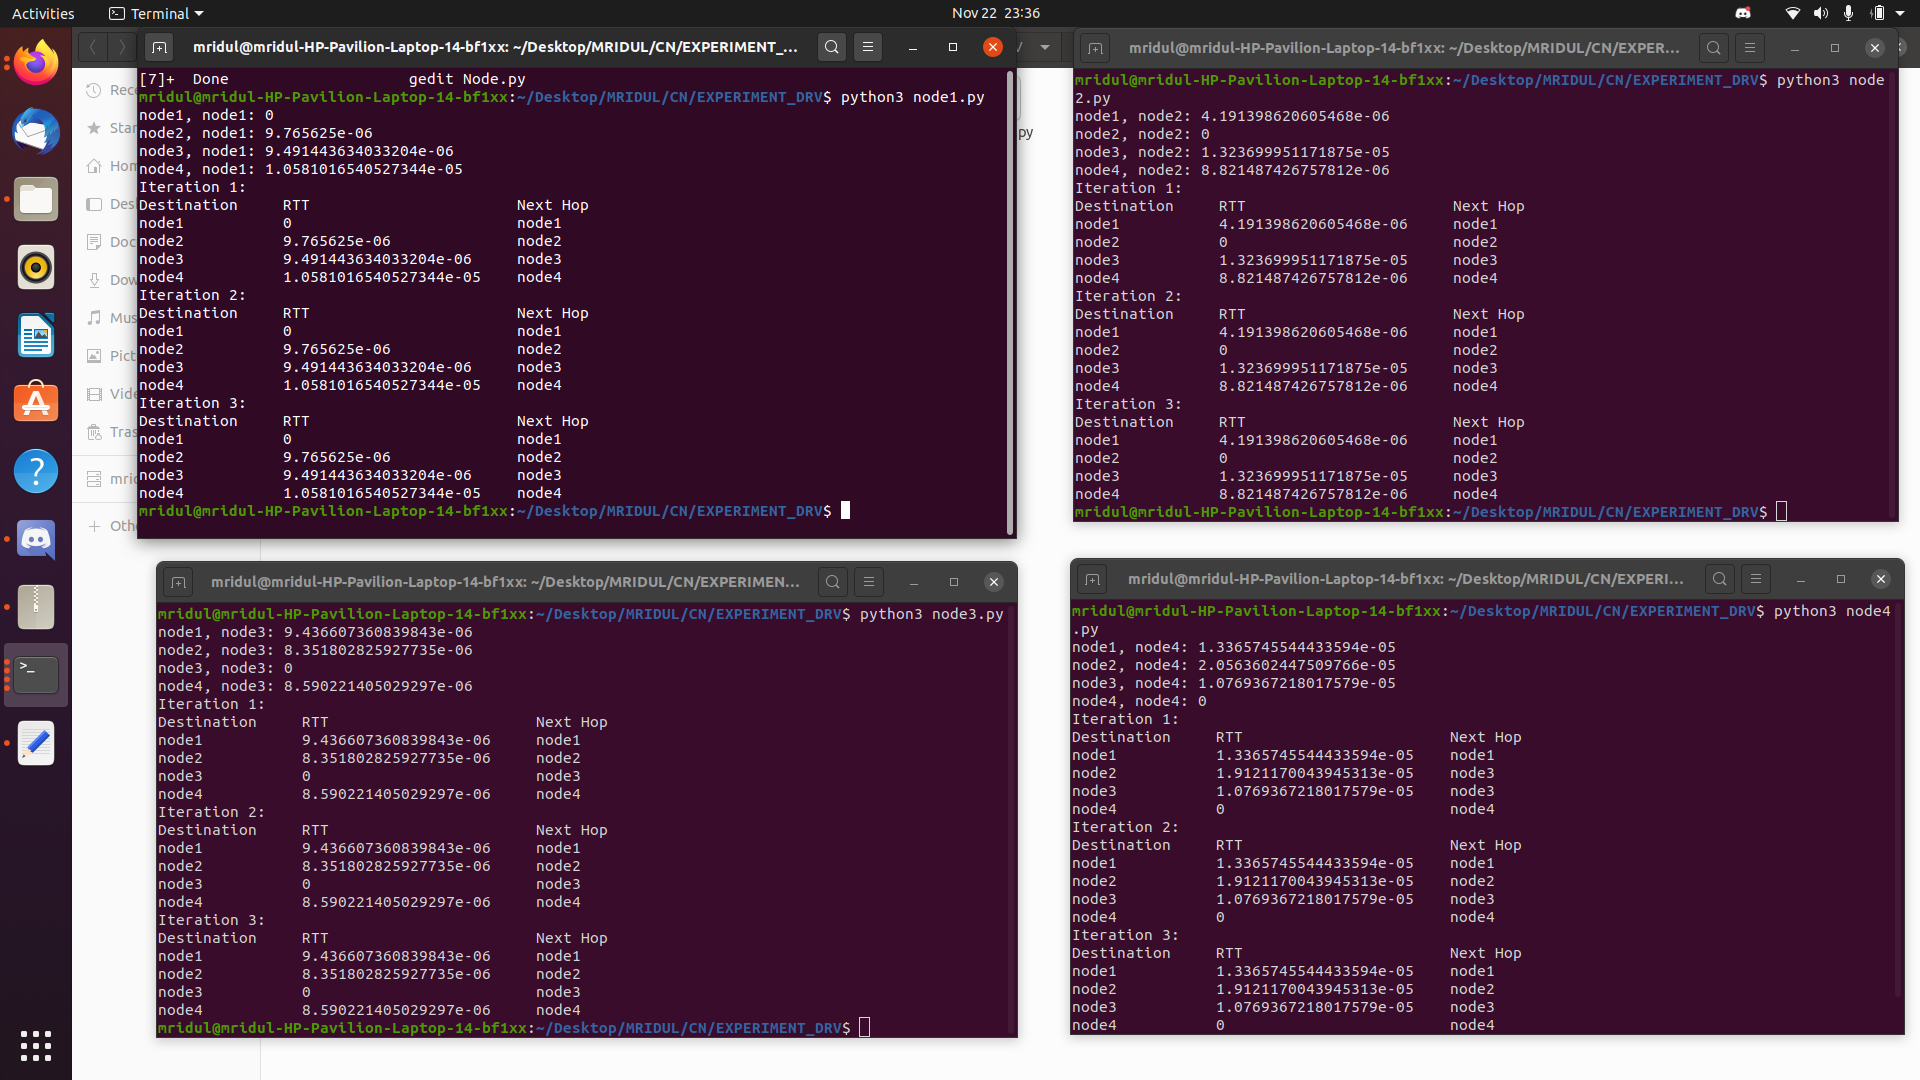 Activities
Terminal
Nov 22  23:36
mridul@mridul-HP-Pavilion-Laptop-14-bf1xx: ~/Desktop/MRIDUL/CN/EXPERIMENT_...
[7]+  Done                    gedit Node.py
mridul@mridul-HP-Pavilion-Laptop-14-bf1xx:~/Desktop/MRIDUL/CN/EXPERIMENT_DRV$ python3 node1.py
node1, node1: 0
node2, node1: 9.765625e-06
node3, node1: 9.491443634033204e-06
node4, node1: 1.0581016540527344e-05
Iteration 1:
Destination     RTT                       Next Hop
node1           0                         node1
node2           9.765625e-06              node2
node3           9.491443634033204e-06     node3
node4           1.0581016540527344e-05    node4
Iteration 2:
Destination     RTT                       Next Hop
node1           0                         node1
node2           9.765625e-06              node2
node3           9.491443634033204e-06     node3
node4           1.0581016540527344e-05    node4
Iteration 3:
Destination     RTT                       Next Hop
node1           0                         node1
node2           9.765625e-06              node2
node3           9.491443634033204e-06     node3
node4           1.0581016540527344e-05    node4
mridul@mridul-HP-Pavilion-Laptop-14-bf1xx:~/Desktop/MRIDUL/CN/EXPERIMENT_DRV$
mridul@mridul-HP-Pavilion-Laptop-14-bf1xx: ~/Desktop/MRIDUL/CN/EXPER...
mridul@mridul-HP-Pavilion-Laptop-14-bf1xx:~/Desktop/MRIDUL/CN/EXPERIMENT_DRV$ python3 node
2.py
node1, node2: 4.191398620605468e-06
node2, node2: 0
node3, node2: 1.323699951171875e-05
node4, node2: 8.821487426757812e-06
Iteration 1:
Destination     RTT                       Next Hop
node1           4.191398620605468e-06     node1
node2           0                         node2
node3           1.323699951171875e-05     node3
node4           8.821487426757812e-06     node4
Iteration 2:
Destination     RTT                       Next Hop
node1           4.191398620605468e-06     node1
node2           0                         node2
node3           1.323699951171875e-05     node3
node4           8.821487426757812e-06     node4
Iteration 3:
Destination     RTT                       Next Hop
node1           4.191398620605468e-06     node1
node2           0                         node2
node3           1.323699951171875e-05     node3
node4           8.821487426757812e-06     node4
mridul@mridul-HP-Pavilion-Laptop-14-bf1xx:~/Desktop/MRIDUL/CN/EXPERIMENT_DRV$
mridul@mridul-HP-Pavilion-Laptop-14-bf1xx: ~/Desktop/MRIDUL/CN/EXPERIMEN...
mridul@mridul-HP-Pavilion-Laptop-14-bf1xx:~/Desktop/MRIDUL/CN/EXPERIMENT_DRV$ python3 node3.py
node1, node3: 9.436607360839843e-06
node2, node3: 8.351802825927735e-06
node3, node3: 0
node4, node3: 8.590221405029297e-06
Iteration 1:
Destination     RTT                       Next Hop
node1           9.436607360839843e-06     node1
node2           8.351802825927735e-06     node2
node3           0                         node3
node4           8.590221405029297e-06     node4
Iteration 2:
Destination     RTT                       Next Hop
node1           9.436607360839843e-06     node1
node2           8.351802825927735e-06     node2
node3           0                         node3
node4           8.590221405029297e-06     node4
Iteration 3:
Destination     RTT                       Next Hop
node1           9.436607360839843e-06     node1
node2           8.351802825927735e-06     node2
node3           0                         node3
node4           8.590221405029297e-06     node4
mridul@mridul-HP-Pavilion-Laptop-14-bf1xx:~/Desktop/MRIDUL/CN/EXPERIMENT_DRV$
mridul@mridul-HP-Pavilion-Laptop-14-bf1xx: ~/Desktop/MRIDUL/CN/EXPERI...
mridul@mridul-HP-Pavilion-Laptop-14-bf1xx:~/Desktop/MRIDUL/CN/EXPERIMENT_DRV$ python3 node4
.py
node1, node4: 1.3365745544433594e-05
node2, node4: 2.0563602447509766e-05
node3, node4: 1.0769367218017579e-05
node4, node4: 0
Iteration 1:
Destination     RTT                       Next Hop
node1           1.3365745544433594e-05    node1
node2           1.9121170043945313e-05    node3
node3           1.0769367218017579e-05    node3
node4           0                         node4
Iteration 2:
Destination     RTT                       Next Hop
node1           1.3365745544433594e-05    node1
node2           1.9121170043945313e-05    node2
node3           1.0769367218017579e-05    node3
node4           0                         node4
Iteration 3:
Destination     RTT                       Next Hop
node1           1.3365745544433594e-05    node1
node2           1.9121170043945313e-05    node2
node3           1.0769367218017579e-05    node3
node4           0                         node4